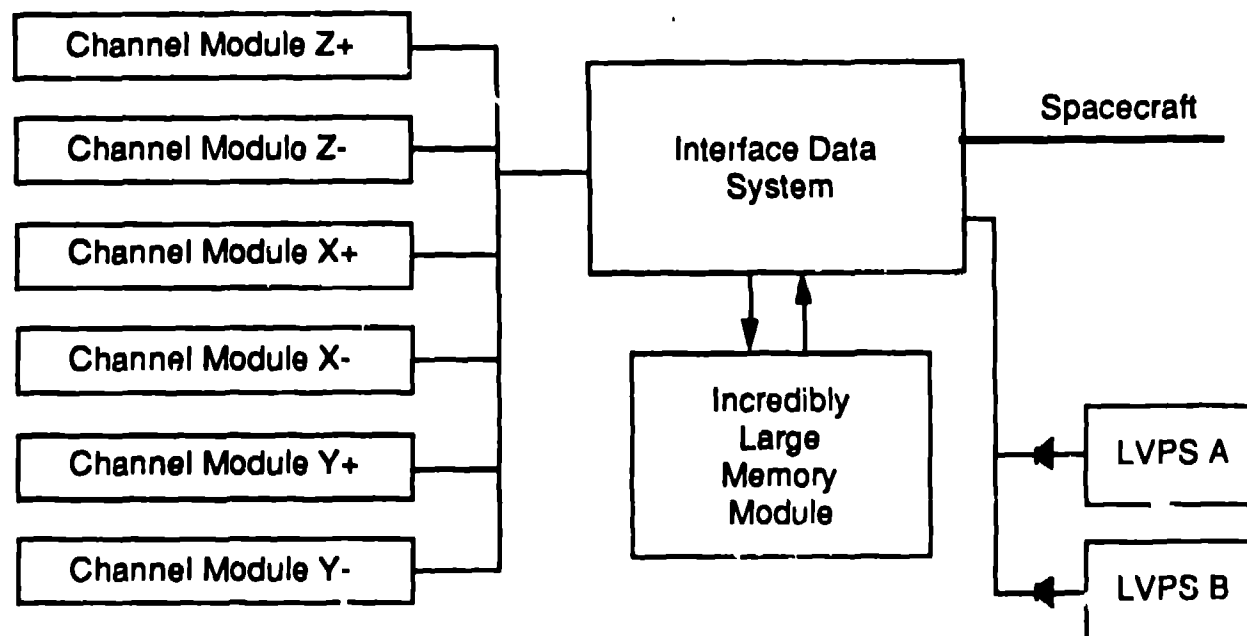 Channel Module Z+
Channel Modulo Z-
Channel Module X+
Channel Module X-
Channel Module Y+
Channel Module Y-
Interface Data
System
Spacecraft
Incredibly
Large
Memory
Module
LVPS A
LVPS B